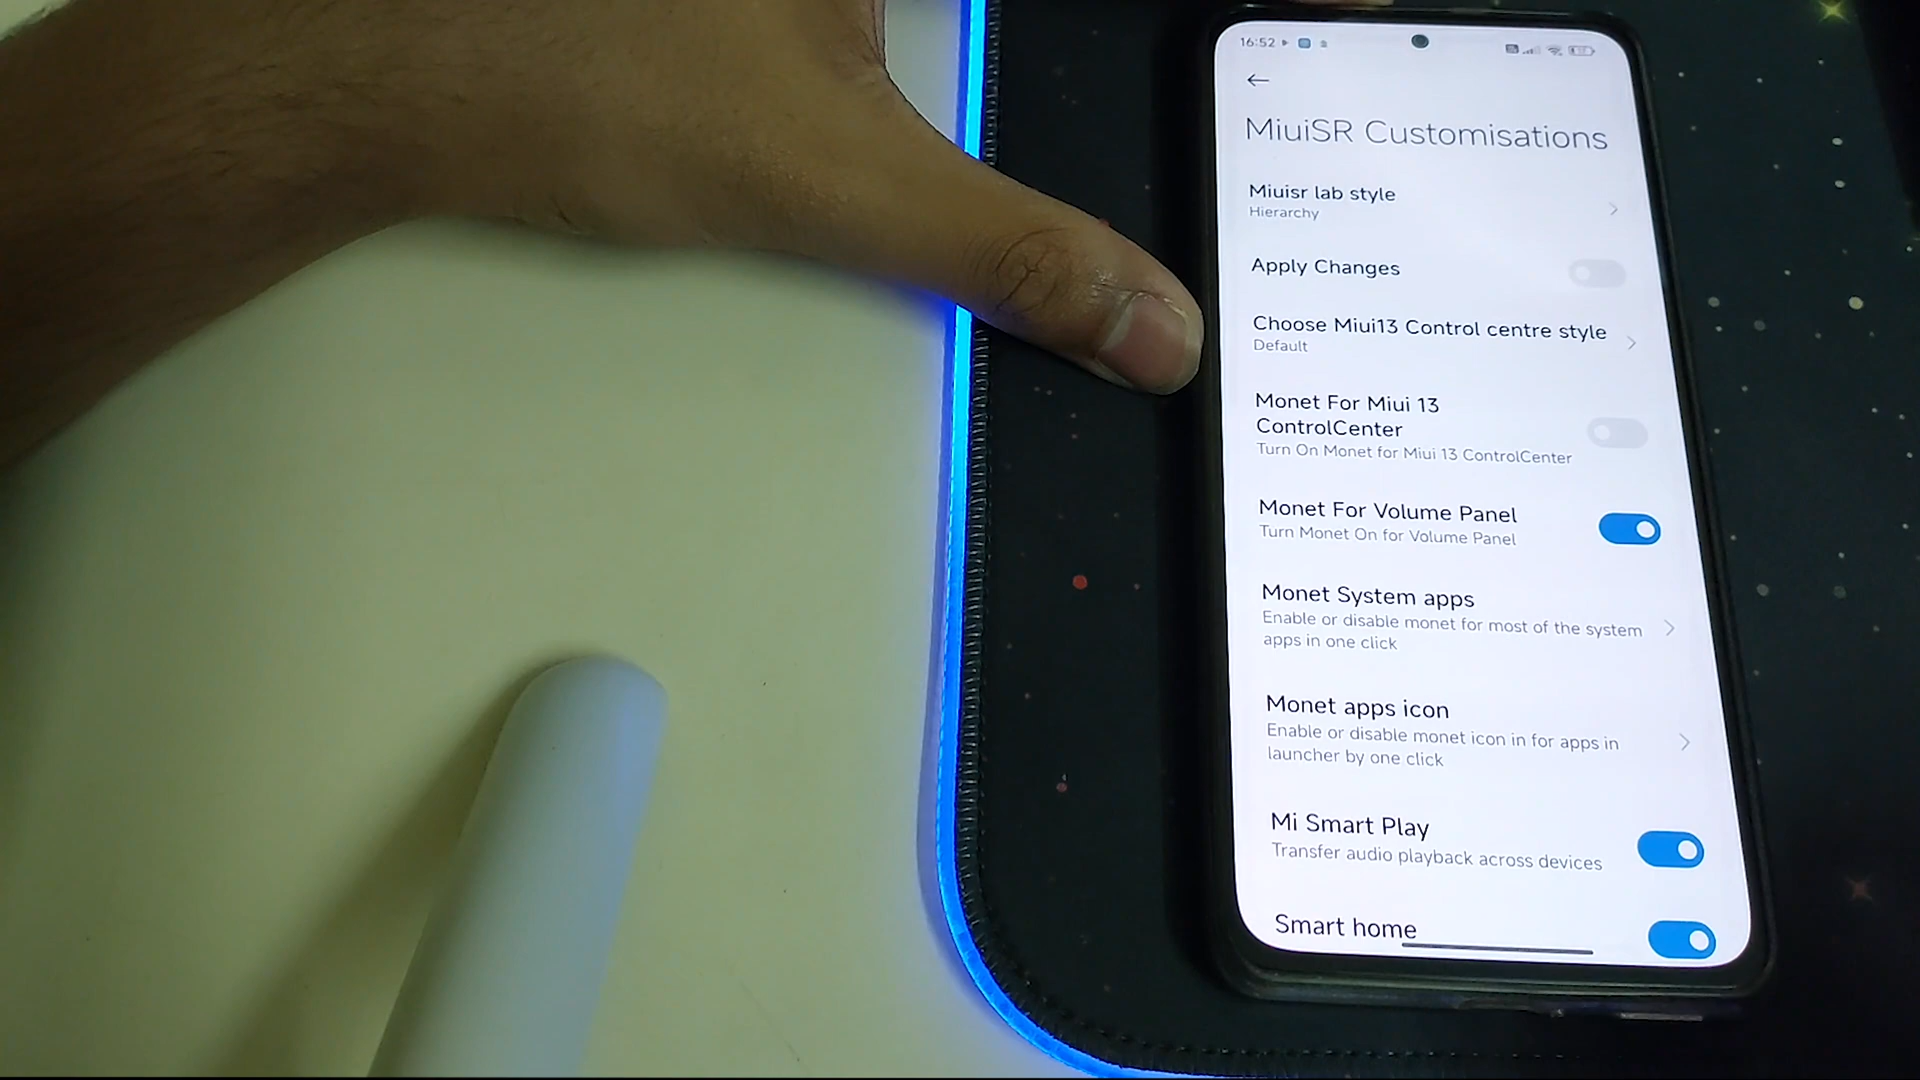 16:52
MiuiSR Customisations
Miuisr lab style
Hierarchy
Apply Changes
Choose Miui13 Control centre style
Default
Monet For Miui 13
ControlCenter
Turn On Monet for Miui 13 ControlCenter
Monet For Volume Panel
Turn Monet On for Volume Panel
Monet System apps
Enable or disable monet for most of the system
apps in one click
Monet apps icon
Enable or disable monet icon in for apps in
launcher by one click
Mi Smart Play
Transfer audio playback across devices
Smart home